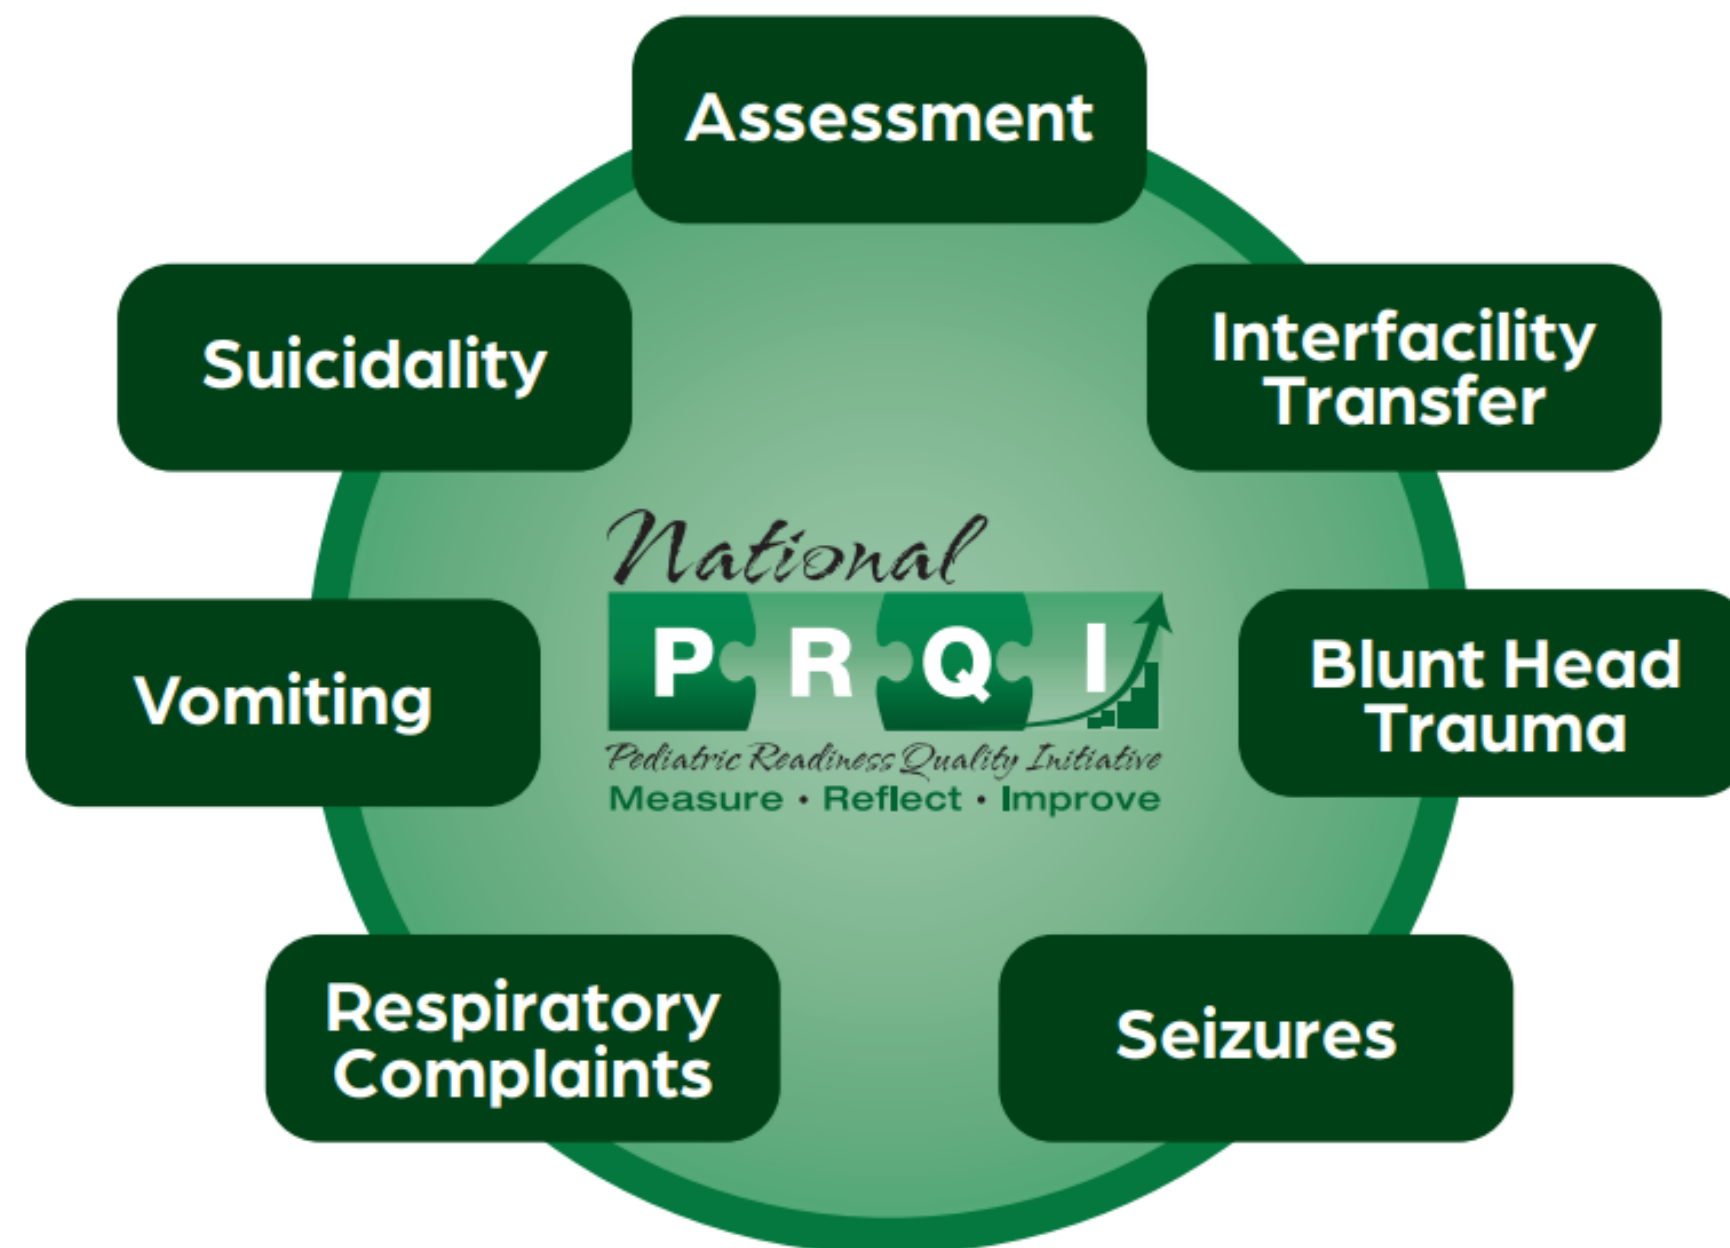 Assessment
Suicidality
Interfacility
Transfer
National
P R Q I
Pediatric Readiness Quality Initiative
Measure • Reflect • Improve
Vomiting
Blunt Head
Trauma
Respiratory
Complaints
Seizures